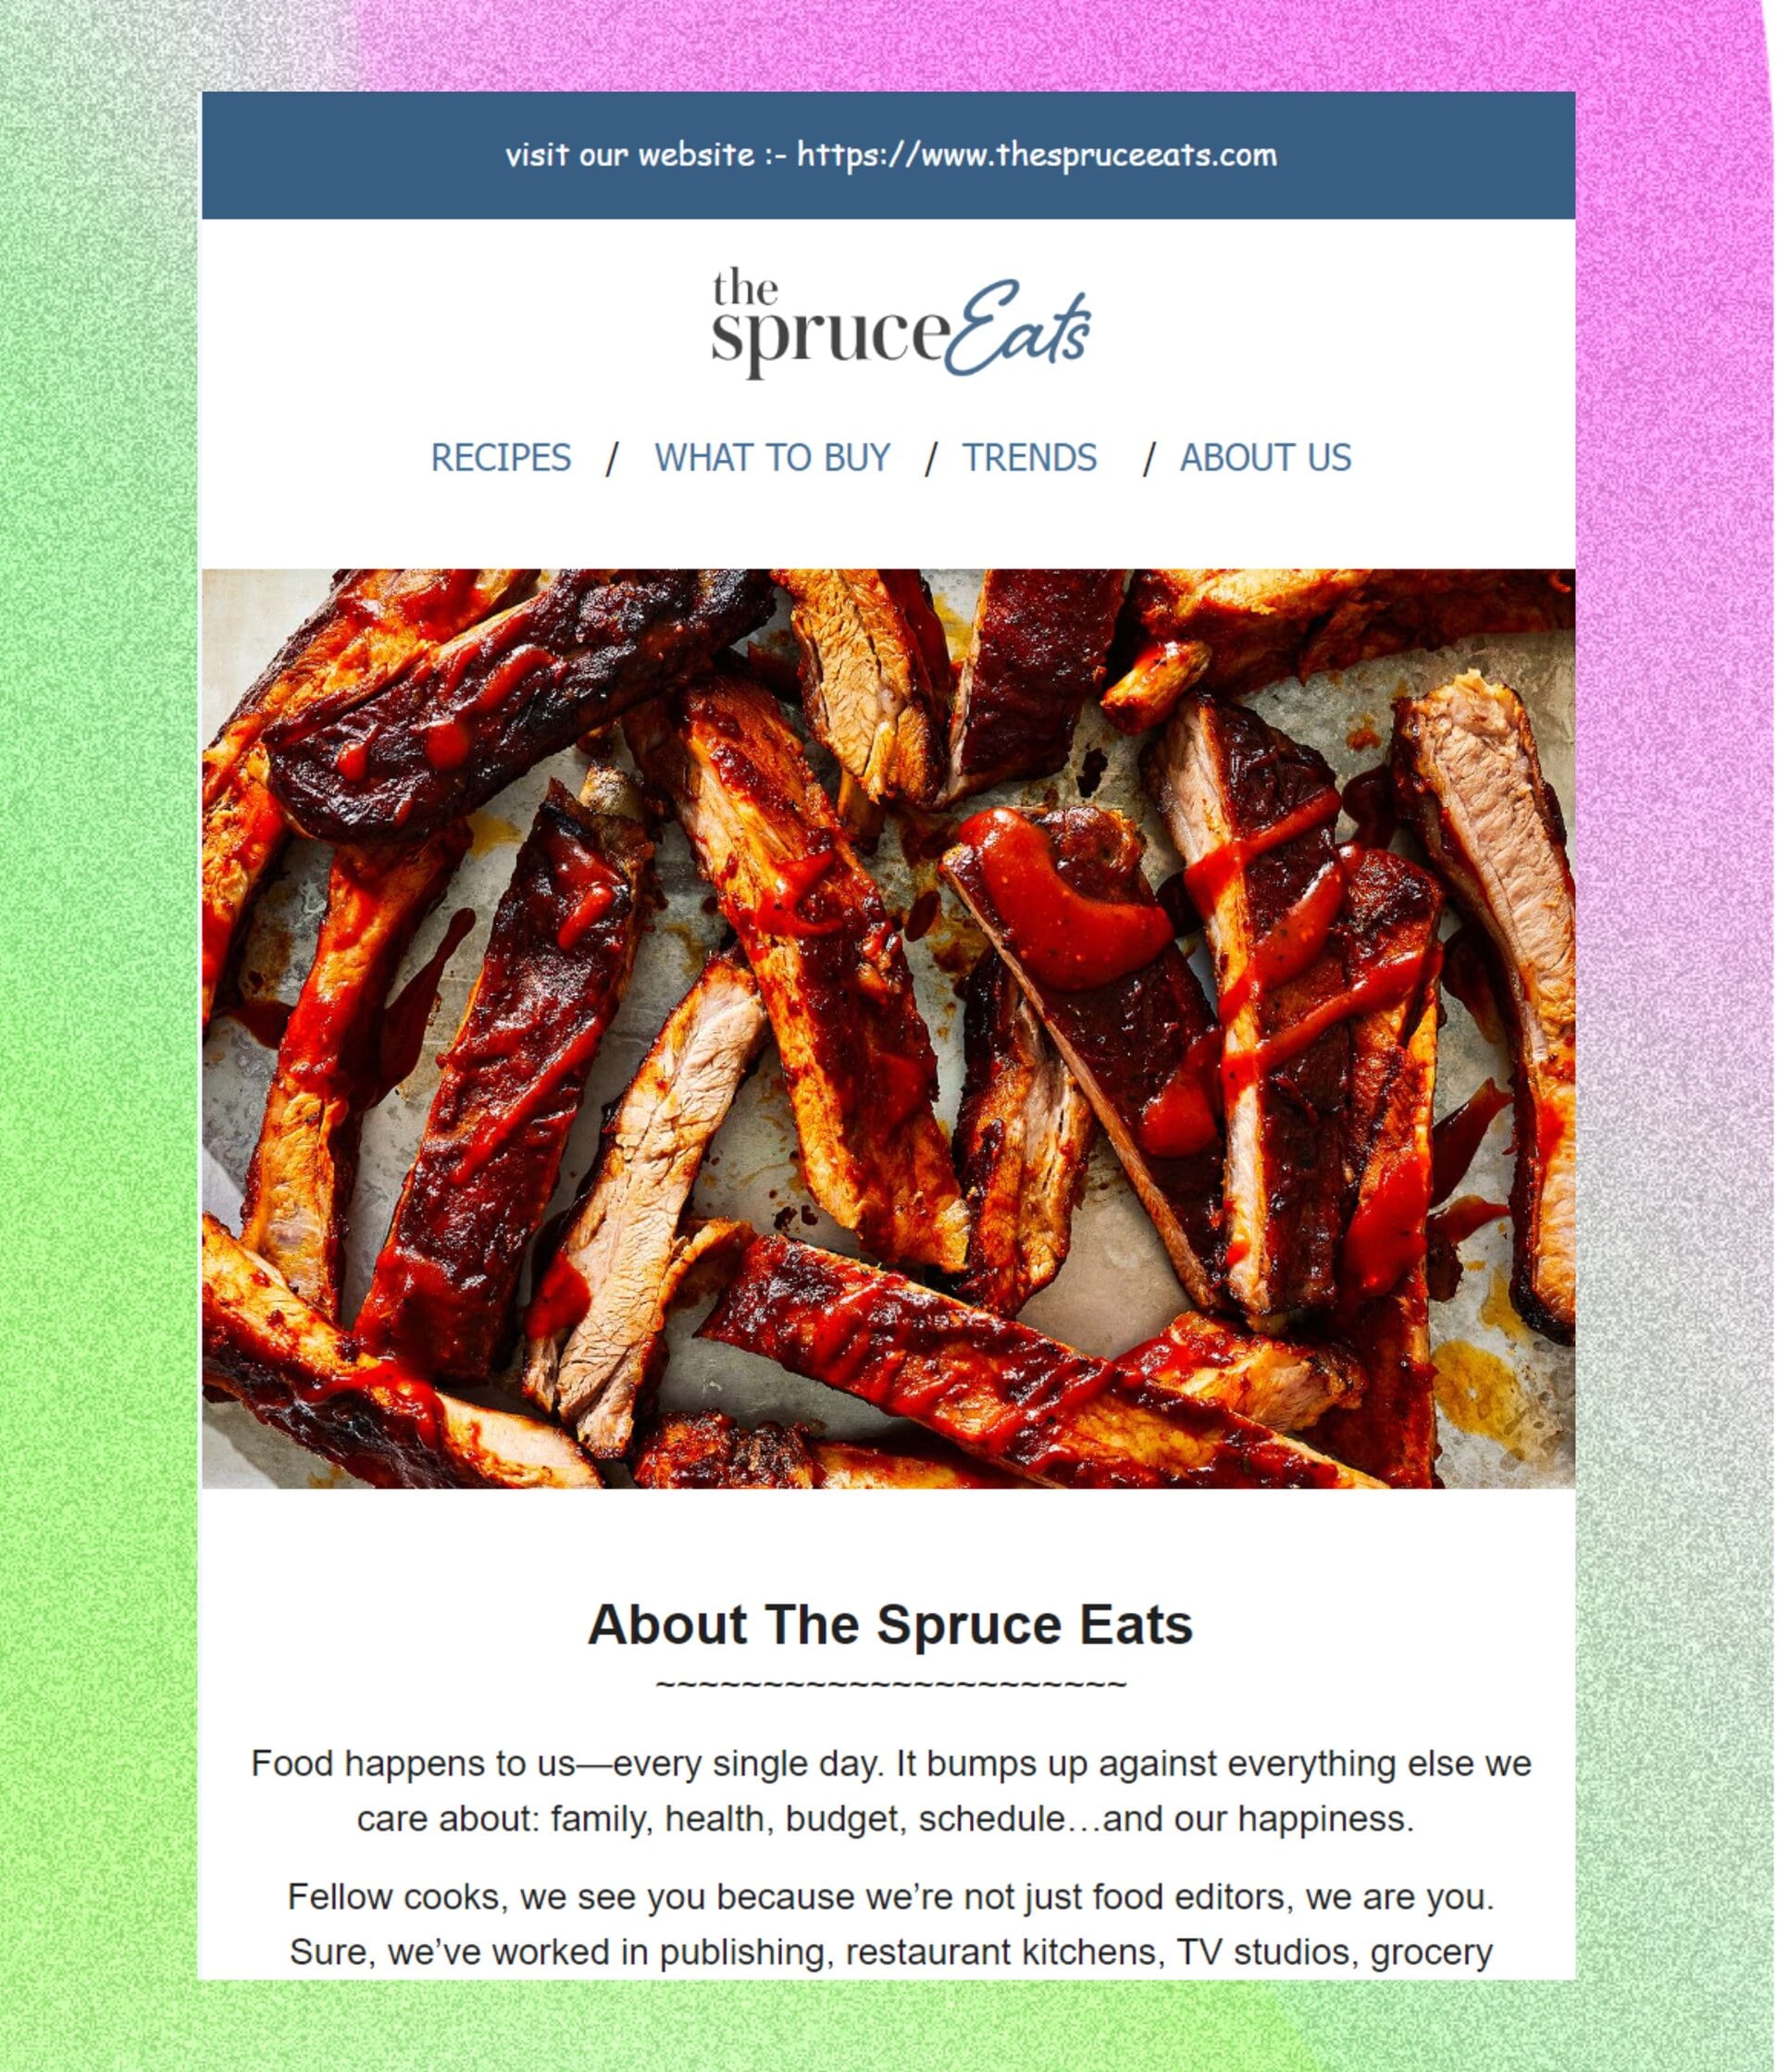 visit our website :- https://www.thespruceeats.com
the
spruceEats
RECIPES / WHAT TO BUY / TRENDS / ABOUT US
About The Spruce Eats
~~~~~~~~~~~~~~~~~~~~~~
Food happens to us—every single day. It bumps up against everything else we
care about: family, health, budget, schedule…and our happiness.
Fellow cooks, we see you because we’re not just food editors, we are you.
Sure, we’ve worked in publishing, restaurant kitchens, TV studios, grocery